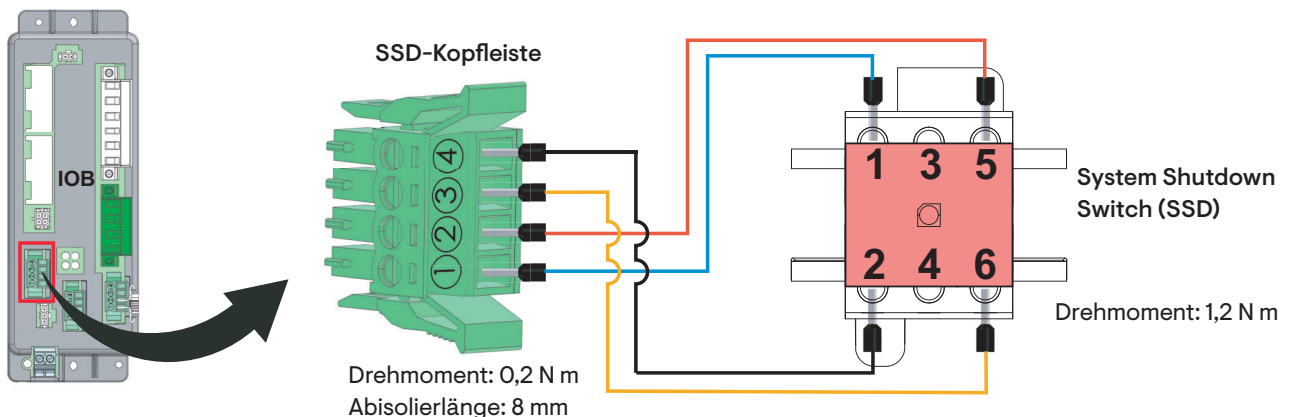 IOB
SSD-Kopfleiste
4
3
2
1
Drehmoment: 0,2 N m
Abisolierlänge: 8 mm
1 3 5
2 4 6
System Shutdown
Switch (SSD)
Drehmoment: 1,2 N m